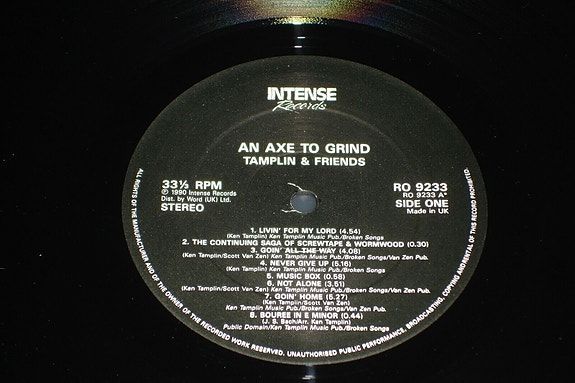 INTENSE
Records
AN AXE TO GRIND
TAMPLIN & FRIENDS
33⅓ RPM
℗ 1990 Intense Records
Dist. by Word (UK) Ltd.
STEREO
RO 9233
RO 9233 A*
SIDE ONE
Made in UK
1. LIVIN' FOR MY LORD (4.54)
(Ken Tamplin) Ken Tamplin Music Pub./Broken Songs
2. THE CONTINUING SAGA OF SCREWTAPE & WORMWOOD (0.30)
3. GOIN' ALL THE WAY (4.08)
(Ken Tamplin/Scott Van Zen) Ken Tamplin Music Pub./Broken Songs/Van Zen Pub.
4. NEVER GIVE UP (5.16)
(Ken Tamplin) Ken Tamplin Music Pub./Broken Songs
5. MUSIC BOX (0.58)
6. NOT ALONE (3.51)
(Ken Tamplin/Scott Van Zen) Ken Tamplin Music Pub./Broken Songs/Van Zen Pub.
7. GOIN' HOME (5.27)
(Ken Tamplin/Scott Van Zen)
Ken Tamplin Music Pub./Broken Songs/Van Zen Pub.
8. BOUREE IN E MINOR (0.44)
(J. S. Bach/Arr. Ken Tamplin)
Public Domain/Ken Tamplin Music Pub./Broken Songs
ALL RIGHTS OF THE MANUFACTURER AND OF THE OWNER OF THE RECORDED WORK RESERVED. UNAUTHORISED PUBLIC PERFORMANCE, BROADCASTING, COPYING AND RENTAL OF THIS RECORD PROHIBITED.